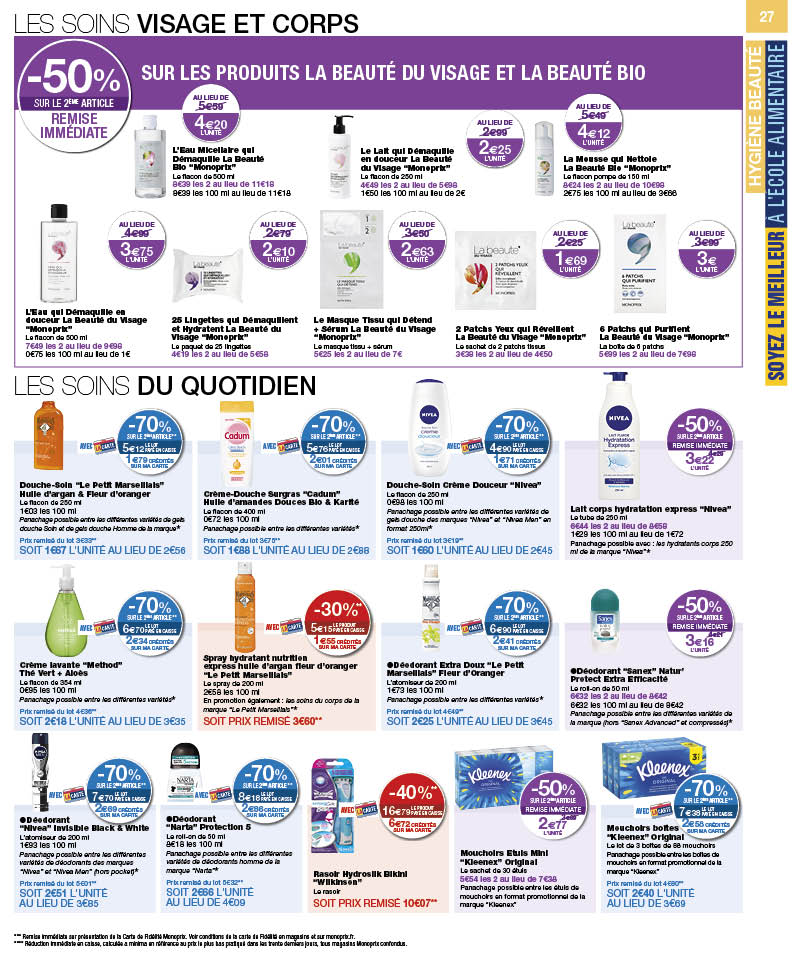 LES SOINS VISAGE ET CORPS
27
HYGIÈNE BEAUTÉ
SOYEZ LE MEILLEUR À L'ÉCOLE ALIMENTAIRE
-50%
SUR LE 2ÈME ARTICLE
REMISE
IMMÉDIATE
SUR LES PRODUITS LA BEAUTÉ DU VISAGE ET LA BEAUTÉ BIO
AU LIEU DE
5€59
4€20
L'UNITÉ
L'Eau Micellaire qui
Démaquille La Beauté
Bio "Monoprix"
Le flacon de 500 ml
8€39 les 2 au lieu de 11€18
8€39 les 100 ml au lieu de 11€18
AU LIEU DE
2€99
2€25
L'UNITÉ
Le Lait qui Démaquille
en douceur La Beauté
du Visage "Monoprix"
Le flacon de 250 ml
4€49 les 2 au lieu de 5€98
1€50 les 100 ml au lieu de 2€
AU LIEU DE
5€49
4€12
L'UNITÉ
La Mousse qui Nettoie
La Beauté Bio "Monoprix"
Le flacon pompe de 150 ml
8€24 les 2 au lieu de 10€98
2€75 les 100 ml au lieu de 3€66
AU LIEU DE
4€99
3€75
L'UNITÉ
L'Eau qui Démaquille en
douceur La Beauté du Visage
"Monoprix"
Le flacon de 500 ml
7€49 les 2 au lieu de 9€98
0€75 les 100 ml au lieu de 1€
AU LIEU DE
2€79
2€10
L'UNITÉ
25 Lingettes qui Démaquillent
et Hydratent La Beauté du
Visage "Monoprix"
Le paquet de 25 lingettes
4€19 les 2 au lieu de 5€58
AU LIEU DE
3€50
2€63
L'UNITÉ
Le Masque Tissu qui Détend
+ Sérum La Beauté du Visage
"Monoprix"
Le masque tissu + sérum
5€25 les 2 au lieu de 7€
La beauté
2 PATCHS YEUX
QUI
RÉVEILLENT
MONOPRIX
AU LIEU DE
2€25
1€69
L'UNITÉ
2 Patchs Yeux qui Réveillent
La Beauté du Visage "Monoprix"
Le sachet de 2 patchs tissus
3€38 les 2 au lieu de 4€50
La beauté
6 PATCHS
QUI PURIFIENT
AU LIEU DE
3€99
3€
L'UNITÉ
6 Patchs qui Purifient
La Beauté du Visage "Monoprix"
La boîte de 6 patchs
5€99 les 2 au lieu de 7€98
LES SOINS DU QUOTIDIEN
AVEC LA CARTE
-70%
SUR LE 2ÈME ARTICLE**
LE LOT
5€12 PAYÉ EN CAISSE
1€79 CRÉDITÉS
SUR MA CARTE
Douche-Soin "Le Petit Marseillais"
Huile d'argan & Fleur d'oranger
Le flacon de 250 ml
1€03 les 100 ml
Panachage possible entre les différentes variétés de gels
douche Soin et de gels douche Homme de la marque*
Prix remisé du lot 3€33**
SOIT 1€67 L'UNITÉ AU LIEU DE 2€56
Cadum
AVEC LA CARTE
-70%
SUR LE 2ÈME ARTICLE**
LE LOT
5€76 PAYÉ EN CAISSE
2€01 CRÉDITÉS
SUR MA CARTE
Crème-Douche Surgras "Cadum"
Huile d'amandes Douces Bio & Karité
Le flacon de 400 ml
0€72 les 100 ml
Panachage possible entre les différentes variétés*
Prix remisé du lot 3€75**
SOIT 1€88 L'UNITÉ AU LIEU DE 2€88
NIVEA
crème
douceur
AVEC LA CARTE
-70%
SUR LE 2ÈME ARTICLE**
LE LOT
4€90 PAYÉ EN CAISSE
1€71 CRÉDITÉS
SUR MA CARTE
Douche-Soin Crème Douceur "Nivea"
Le flacon de 250 ml
0€98 les 100 ml
Panachage possible entre les différentes variétés de
gels douche des marques "Nivea" et "Nivea Men" en
format 250ml*
Prix remisé du lot 3€19**
SOIT 1€60 L'UNITÉ AU LIEU DE 2€45
NIVEA
Hydratation
Express
-50%
SUR LE 2ÈME ARTICLE
REMISE IMMÉDIATE
4€29
3€22
L'UNITÉ
Lait corps hydratation express "Nivea"
Le tube de 250 ml
6€44 les 2 au lieu de 8€58
1€29 les 100 ml au lieu de 1€72
Panachage possible avec : les hydratants corps 250
ml de la marque "Nivea"*
AVEC LA CARTE
-70%
SUR LE 2ÈME ARTICLE**
LE LOT
6€70 PAYÉ EN CAISSE
2€34 CRÉDITÉS
SUR MA CARTE
Crème lavante "Method"
Thé Vert + Aloès
Le flacon de 354 ml
0€95 les 100 ml
Panachage possible entre les différentes variétés*
Prix remisé du lot 4€36**
SOIT 2€18 L'UNITÉ AU LIEU DE 3€35
AVEC LA CARTE
-30%**
LE PRODUIT
5€15 PAYÉ EN CAISSE
1€55 CRÉDITÉS
SUR MA CARTE
Spray hydratant nutrition
express huile d'argan fleur d'oranger
"Le Petit Marseillais"
Le spray de 200 ml
2€58 les 100 ml
En promotion également : les soins du corps de la
marque "Le Petit Marseillais"*
SOIT PRIX REMISÉ 3€60**
AVEC LA CARTE
-70%
SUR LE 2ÈME ARTICLE**
LE LOT
6€90 PAYÉ EN CAISSE
2€41 CRÉDITÉS
SUR MA CARTE
●Déodorant Extra Doux "Le Petit
Marseillais" Fleur d'Oranger
L'atomiseur de 200 ml
1€73 les 100 ml
Panachage possible entre les différentes variétés*
Prix remisé du lot 4€49**
SOIT 2€25 L'UNITÉ AU LIEU DE 3€45
Sanex
-50%
SUR LE 2ÈME ARTICLE
REMISE IMMÉDIATE
4€21
3€16
L'UNITÉ
●Déodorant "Sanex" Natur'
Protect Extra Efficacité
Le roll-on de 50 ml
6€32 les 2 au lieu de 8€42
6€32 les 100 ml au lieu de 8€42
Panachage possible entre les différentes variétés de la
marque (hors "Sanex Advanced" et compressés)*
AVEC LA CARTE
-70%
SUR LE 2ÈME ARTICLE**
LE LOT
7€70 PAYÉ EN CAISSE
2€69 CRÉDITÉS
SUR MA CARTE
●Déodorant
"Nivea" Invisible Black & White
L'atomiseur de 200 ml
1€93 les 100 ml
Panachage possible entre les différentes
variétés de déodorants des marques
"Nivea" et "Nivea Men" (hors pocket)*
Prix remisé du lot 5€01**
SOIT 2€51 L'UNITÉ
AU LIEU DE 3€85
NARTA
AVEC LA CARTE
-70%
SUR LE 2ÈME ARTICLE**
LE LOT
8€18 PAYÉ EN CAISSE
2€86 CRÉDITÉS
SUR MA CARTE
●Déodorant
"Narta" Protection 5
Le roll-on de 50 ml
8€18 les 100 ml
Panachage possible entre les différentes
variétés de déodorants homme de la
marque "Narta"*
Prix remisé du lot 5€32**
SOIT 2€66 L'UNITÉ
AU LIEU DE 4€09
AVEC LA CARTE
-40%**
LE PRODUIT
16€79 PAYÉ EN CAISSE
6€72 CRÉDITÉS
SUR MA CARTE
Rasoir Hydrosilk Bikini
"Wilkinson"
Le rasoir
SOIT PRIX REMISÉ 10€07**
Kleenex
-50%
SUR LE 2ÈME ARTICLE
REMISE IMMÉDIATE
2€77
L'UNITÉ
Mouchoirs Etuis Mini
"Kleenex" Original
Le sachet de 30 étuis
5€54 les 2 au lieu de 7€38
Panachage possible entre les étuis de
mouchoirs en format promotionnel de la
marque "Kleenex"
Kleenex
AVEC LA CARTE
-70%
SUR LE 2ÈME ARTICLE**
LE LOT
7€38 PAYÉ EN CAISSE
2€58 CRÉDITÉS
SUR MA CARTE
Mouchoirs boîtes
"Kleenex" Original
Le lot de 3 boîtes de 88 mouchoirs
Panachage possible entre les boîtes de
mouchoirs en format promotionnel de la
marque "Kleenex"
Prix remisé du lot 4€80**
SOIT 2€40 L'UNITÉ
AU LIEU DE 3€69
*** Remise immédiate sur présentation de la Carte de Fidélité Monoprix. Voir conditions de la carte de Fidélité en magasins et sur monoprix.fr.
**** Réduction immédiate en caisse, calculée a minima en référence au prix le plus bas pratiqué dans les trente derniers jours, tous magasins Monoprix confondus.